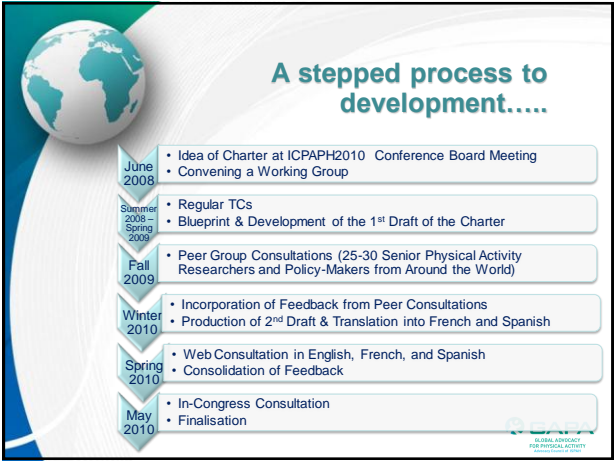 A stepped process to
development…..
June
2008
• Idea of Charter at ICPAPH2010 Conference Board Meeting
• Convening a Working Group
Summer
2008 –
Spring
2009
• Regular TCs
• Blueprint & Development of the 1st Draft of the Charter
Fall
2009
• Peer Group Consultations (25-30 Senior Physical Activity
Researchers and Policy-Makers from Around the World)
Winter
2010
• Incorporation of Feedback from Peer Consultations
• Production of 2nd Draft & Translation into French and Spanish
Spring
2010
• Web Consultation in English, French, and Spanish
• Consolidation of Feedback
May
2010
• In-Congress Consultation
• Finalisation
GAPA
GLOBAL ADVOCACY
FOR PHYSICAL ACTIVITY
Advocacy Council of ISPAH